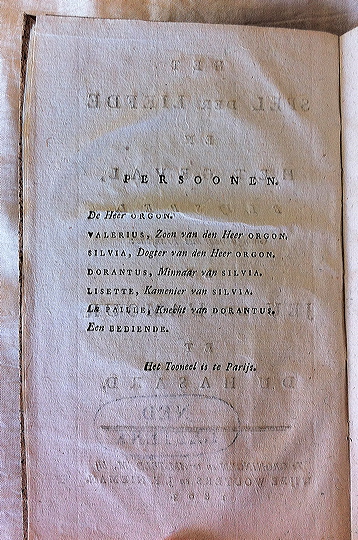 PERSOONEN.
De Heer ORGON.
VALERIUS, Zoon van den Heer ORGON.
SILVIA, Dogter van den Heer ORGON.
DORANTUS, Minnaar van SILVIA.
LISETTE, Kamenier van SILVIA.
La PAILLE, Knecht van DORANTUS.
Een BEDIENDE.
Het Tooneel is te Parijs.